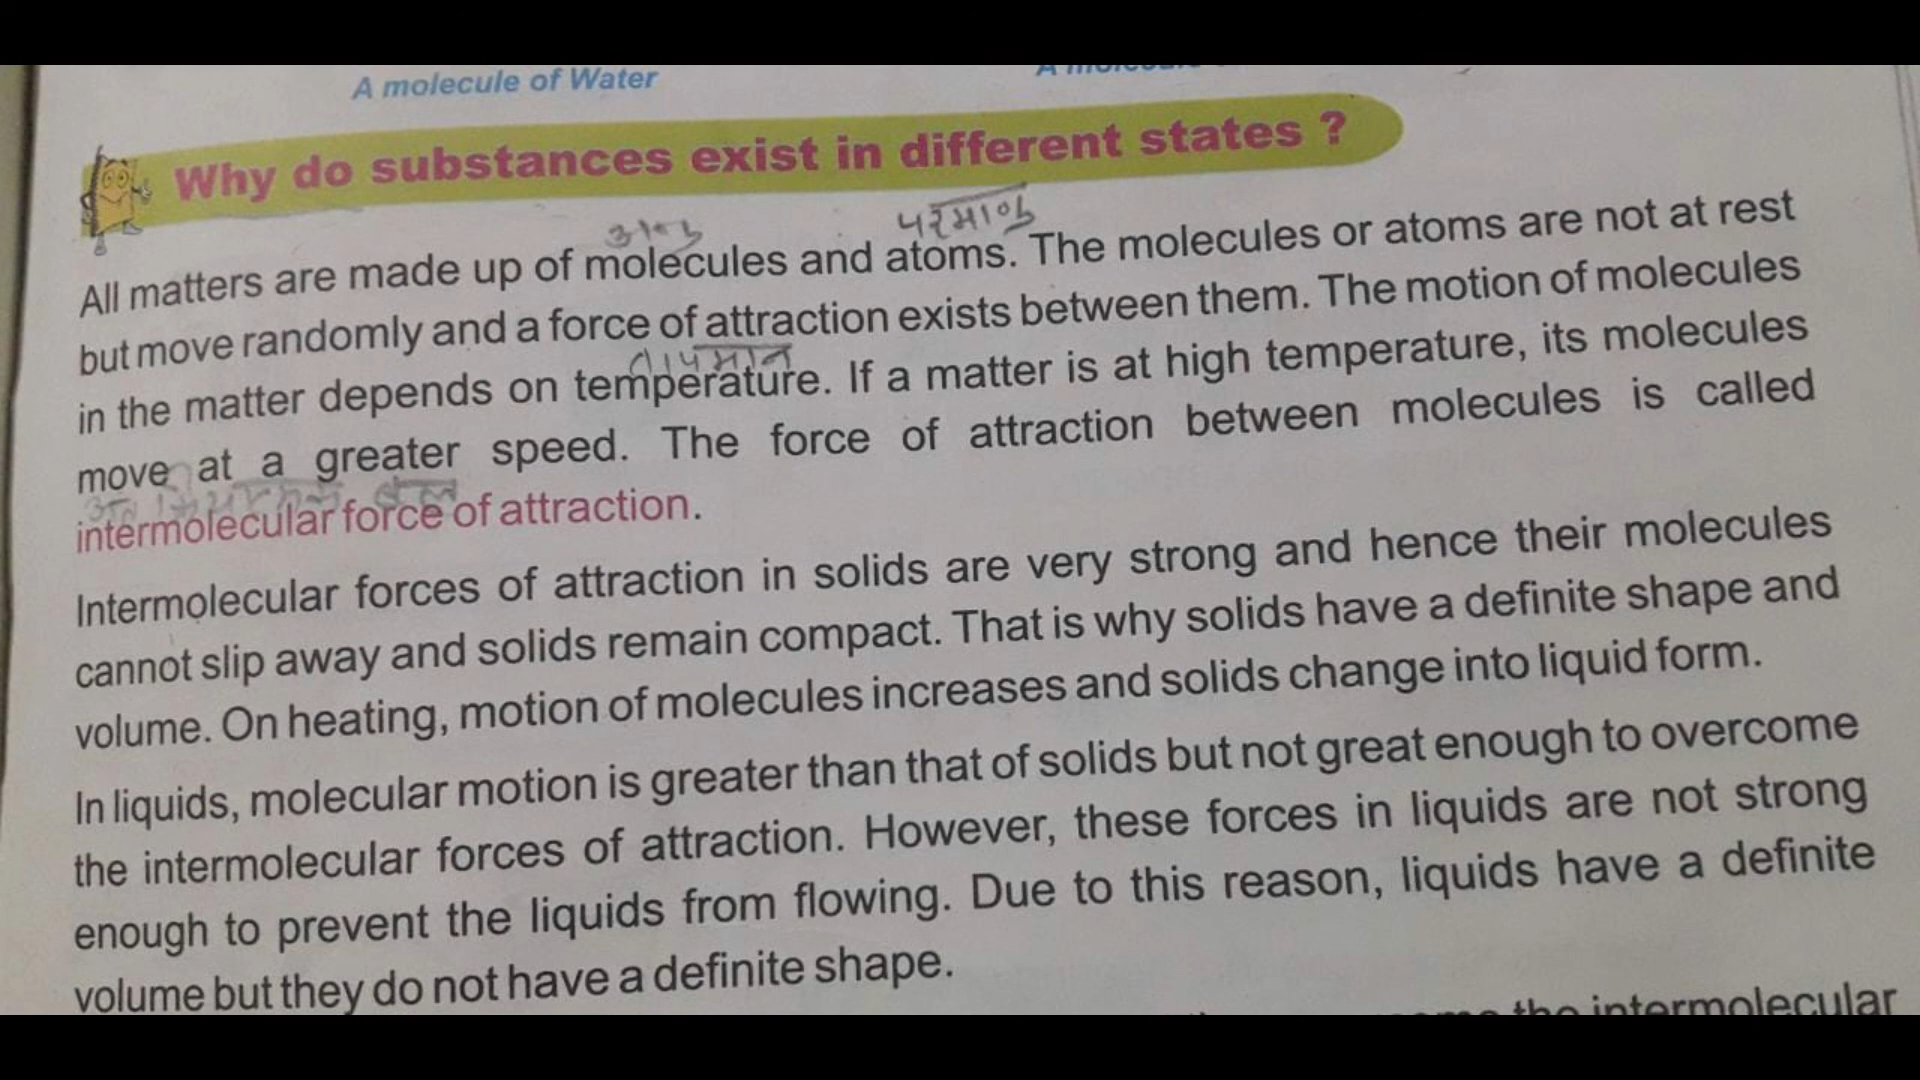 A molecule of Water
Why do substances exist in different states ?
परमाणु
All matters are made up of molecules and atoms. The molecules or atoms are not at rest
but move randomly and a force of attraction exists between them. The motion of molecules
तापमान
in the matter depends on temperature. If a matter is at high temperature, its molecules
move at a greater speed. The force of attraction between molecules is called
बल
intermolecular force of attraction.
Intermolecular forces of attraction in solids are very strong and hence their molecules
cannot slip away and solids remain compact. That is why solids have a definite shape and
volume. On heating, motion of molecules increases and solids change into liquid form.
In liquids, molecular motion is greater than that of solids but not great enough to overcome
the intermolecular forces of attraction. However, these forces in liquids are not strong
enough to prevent the liquids from flowing. Due to this reason, liquids have a definite
volume but they do not have a definite shape.
the intermolecular